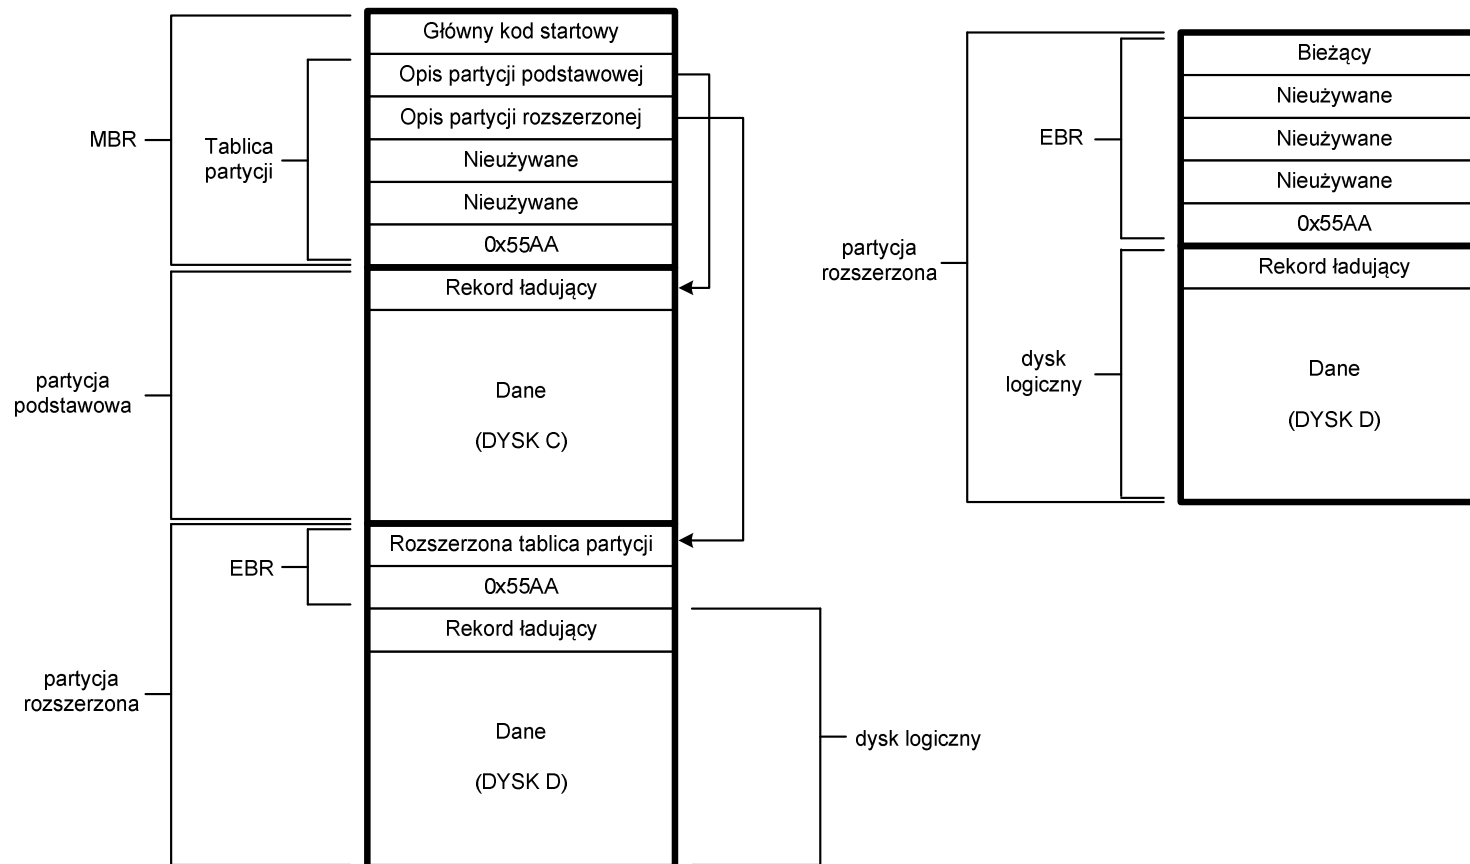 Główny kod startowy
Opis partycji podstawowej
Opis partycji rozszerzonej
Nieużywane
Nieużywane
0x55AA
MBR
Tablica
partycji
Rekord ładujący
Dane
(DYSK C)
partycja
podstawowa
Rozszerzona tablica partycji
0x55AA
EBR
Rekord ładujący
Dane
(DYSK D)
partycja
rozszerzona
dysk logiczny
Bieżący
Nieużywane
Nieużywane
Nieużywane
0x55AA
EBR
partycja
rozszerzona
Rekord ładujący
Dane
(DYSK D)
dysk
logiczny